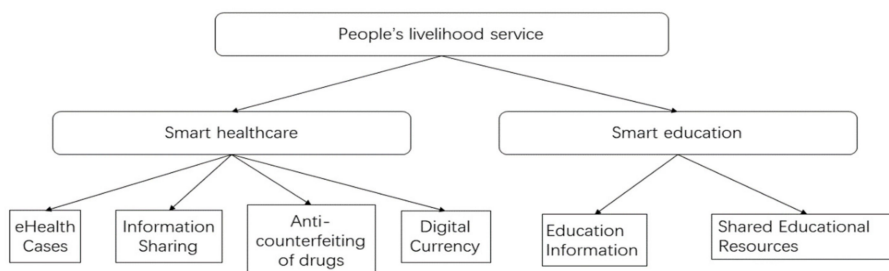 People's livelihood service
Smart healthcare
Smart education
eHealth
Cases
Information
Sharing
Anti-
counterfeiting
of drugs
Digital
Currency
Education
Information
Shared Educational
Resources